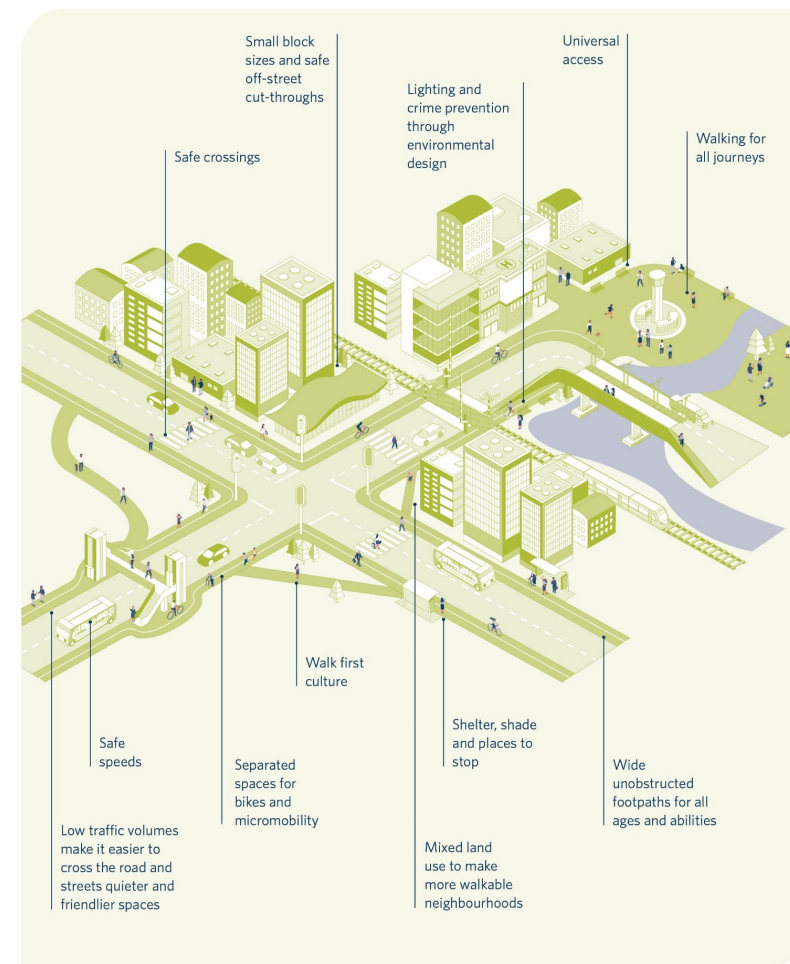 Small block
sizes and safe
off-street
cut-throughs
Universal
access
Lighting and
crime prevention
through
environmental
design
Walking for
all journeys
Safe crossings
Walk first
culture
Safe
speeds
Separated
spaces for
bikes and
micromobility
Shelter, shade
and places to
stop
Wide
unobstructed
footpaths for all
ages and abilities
Low traffic volumes
make it easier to
cross the road and
streets quieter and
friendlier spaces
Mixed land
use to make
more walkable
neighbourhoods
H